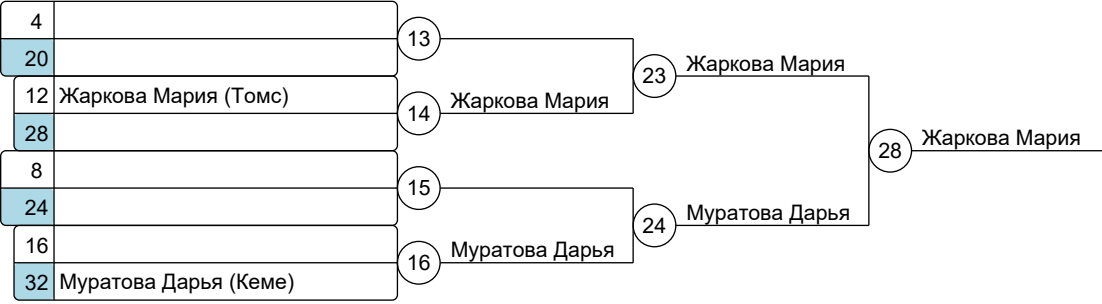 4
20
12 Жаркова Мария (Томс)
28
8
24
16
32 Муратова Дарья (Кеме)
13
14
15
16
Жаркова Мария
Муратова Дарья
23
24
Жаркова Мария
Муратова Дарья
28
Жаркова Мария